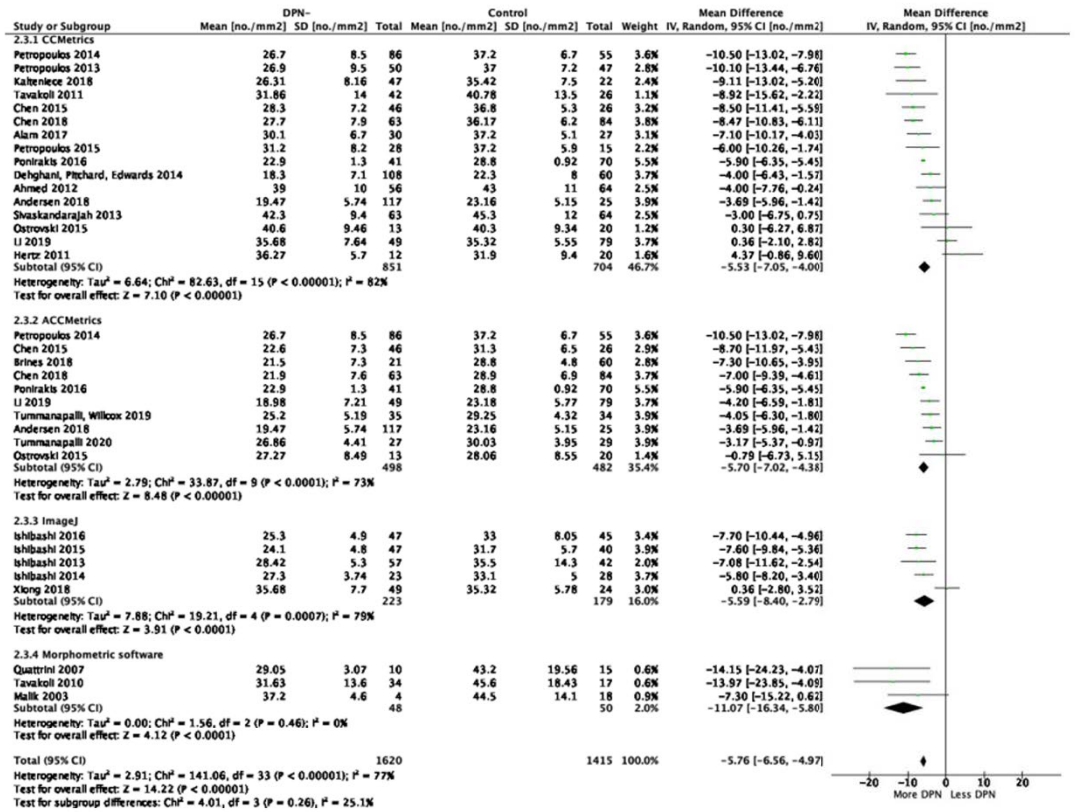 DPN- Control Mean Difference Mean Difference
Study or Subgroup Mean [no./mm2] SD [no./mm2] Total Mean [no./mm2] SD [no./mm2] Total Weight IV, Random, 95% CI [no./mm2] IV, Random, 95% CI [no./mm2]
2.3.1 CCMetrics
Petropoulos 2014 26.7 8.5 86 37.2 6.7 55 3.6% -10.50 [-13.02, -7.98]
Petropoulos 2013 26.9 9.5 50 37 7.2 47 2.8% -10.10 [-13.44, -6.76]
Kalteniece 2018 26.31 8.16 47 35.42 7.5 22 2.4% -9.11 [-13.02, -5.20]
Tavakoli 2011 31.86 14 42 40.78 13.5 26 1.1% -8.92 [-15.62, -2.22]
Chen 2015 28.3 7.2 46 36.8 5.3 26 3.2% -8.50 [-11.41, -5.59]
Chen 2018 27.7 7.9 63 36.17 6.2 84 3.7% -8.47 [-10.83, -6.11]
Alam 2017 30.1 6.7 30 37.2 5.1 27 3.1% -7.10 [-10.17, -4.03]
Petropoulos 2015 31.2 8.2 28 37.2 5.9 15 2.2% -6.00 [-10.26, -1.74]
Ponirakis 2016 22.9 1.3 41 28.8 0.92 70 5.5% -5.90 [-6.35, -5.45]
Dehghani, Pitchard, Edwards 2014 18.3 7.1 108 22.3 8 60 3.7% -4.00 [-6.43, -1.57]
Ahmed 2012 39 10 56 43 11 64 2.5% -4.00 [-7.76, -0.24]
Andersen 2018 19.47 5.74 117 23.16 5.15 25 3.8% -3.69 [-5.96, -1.42]
Sivaskandarajah 2013 42.3 9.4 63 45.3 12 64 2.5% -3.00 [-6.75, 0.75]
Ostrovski 2015 40.6 9.46 13 40.3 9.34 20 1.1% 0.30 [-6.27, 6.87]
LI 2019 35.68 7.64 49 35.32 5.55 79 3.7% 0.36 [-2.10, 2.82]
Hertz 2011 36.27 5.7 12 31.9 9.4 20 1.6% 4.37 [-0.86, 9.60]
Subtotal (95% CI) 851 704 46.7% -5.53 [-7.05, -4.00]
Heterogeneity: Tau² = 6.64; Chi² = 82.63, df = 15 (P < 0.00001); I² = 82%
Test for overall effect: Z = 7.10 (P < 0.00001)
2.3.2 ACCMetrics
Petropoulos 2014 26.7 8.5 86 37.2 6.7 55 3.6% -10.50 [-13.02, -7.98]
Chen 2015 22.6 7.3 46 31.3 6.5 26 2.9% -8.70 [-11.97, -5.43]
Brines 2018 21.5 7.3 21 28.8 4.8 60 2.8% -7.30 [-10.65, -3.95]
Chen 2018 21.9 7.6 63 28.9 6.9 84 3.7% -7.00 [-9.39, -4.61]
Ponirakis 2016 22.9 1.3 41 28.8 0.92 70 5.5% -5.90 [-6.35, -5.45]
LI 2019 18.98 7.21 49 23.18 5.77 79 3.7% -4.20 [-6.59, -1.81]
Tummanapalli, Willcox 2019 25.2 5.19 35 29.25 4.32 34 3.9% -4.05 [-6.30, -1.80]
Andersen 2018 19.47 5.74 117 23.16 5.15 25 3.8% -3.69 [-5.96, -1.42]
Tummanapalli 2020 26.86 4.41 27 30.03 3.95 29 3.9% -3.17 [-5.37, -0.97]
Ostrovski 2015 27.27 8.49 13 28.06 8.55 20 1.4% -0.79 [-6.73, 5.15]
Subtotal (95% CI) 498 482 35.4% -5.70 [-7.02, -4.38]
Heterogeneity: Tau² = 2.79; Chi² = 33.87, df = 9 (P < 0.0001); I² = 73%
Test for overall effect: Z = 8.48 (P < 0.00001)
2.3.3 ImageJ
Ishibashi 2016 25.3 4.9 47 33 8.05 45 3.4% -7.70 [-10.44, -4.96]
Ishibashi 2015 24.1 4.8 47 31.7 5.7 40 3.9% -7.60 [-9.84, -5.36]
Ishibashi 2013 28.42 5.3 57 35.5 14.3 42 2.0% -7.08 [-11.62, -2.54]
Ishibashi 2014 27.3 3.74 23 33.1 5 28 3.7% -5.80 [-8.20, -3.40]
Xiong 2018 35.68 7.7 49 35.32 5.78 24 3.0% 0.36 [-2.80, 3.52]
Subtotal (95% CI) 223 179 16.0% -5.59 [-8.40, -2.79]
Heterogeneity: Tau² = 7.88; Chi² = 19.21, df = 4 (P = 0.0007); I² = 79%
Test for overall effect: Z = 3.91 (P < 0.0001)
2.3.4 Morphometric software
Quattrini 2007 29.05 3.07 10 43.2 19.56 15 0.6% -14.15 [-24.23, -4.07]
Tavakoli 2010 31.63 13.6 34 45.6 18.43 17 0.6% -13.97 [-23.85, -4.09]
Malik 2003 37.2 4.6 4 44.5 14.1 18 0.9% -7.30 [-15.22, 0.62]
Subtotal (95% CI) 48 50 2.0% -11.07 [-16.34, -5.80]
Heterogeneity: Tau² = 0.00; Chi² = 1.56, df = 2 (P = 0.46); I² = 0%
Test for overall effect: Z = 4.12 (P < 0.0001)
Total (95% CI) 1620 1415 100.0% -5.76 [-6.56, -4.97]
Heterogeneity: Tau² = 2.91; Chi² = 141.06, df = 33 (P < 0.00001); I² = 77%
Test for overall effect: Z = 14.22 (P < 0.00001)
Test for subgroup differences: Chi² = 4.01, df = 3 (P = 0.26), I² = 25.1%
-20 -10 0 10 20
More DPN Less DPN